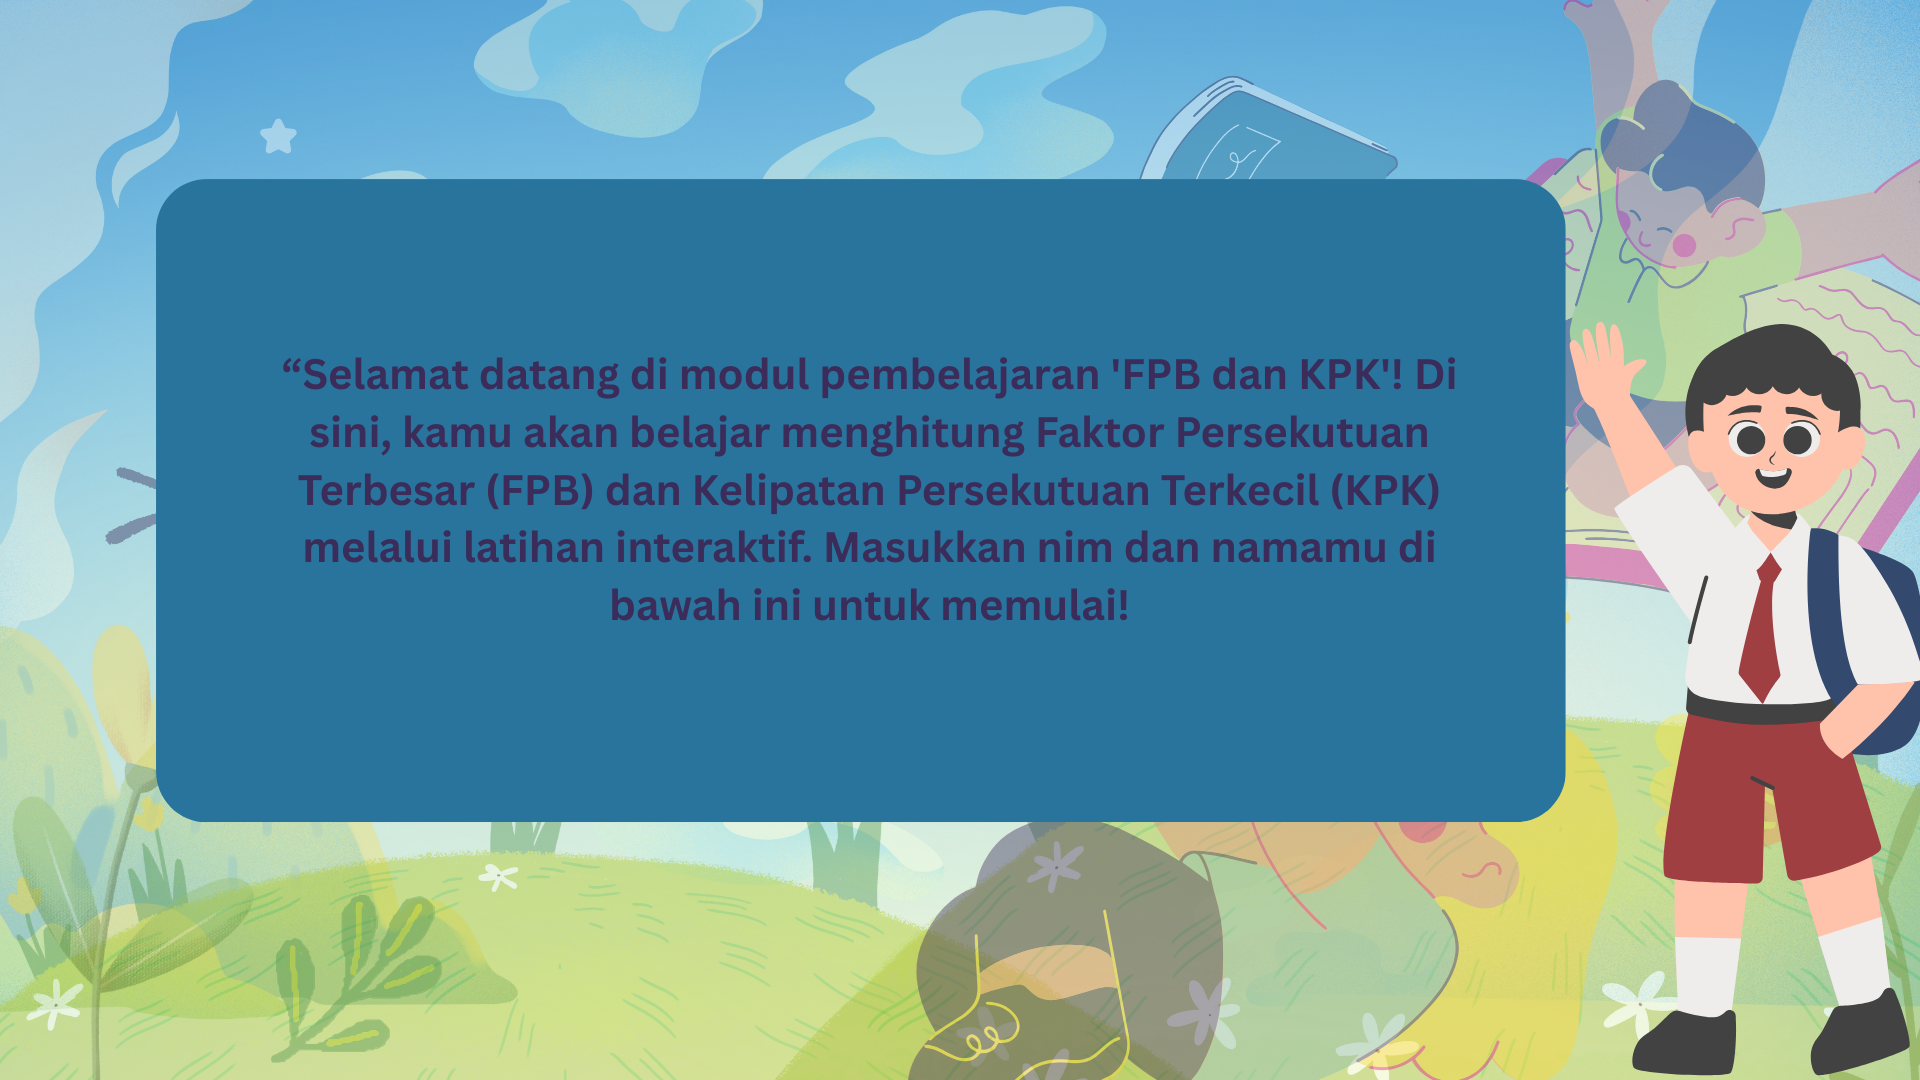 “Selamat datang di modul pembelajaran 'FPB dan KPK'! Di
sini, kamu akan belajar menghitung Faktor Persekutuan
Terbesar (FPB) dan Kelipatan Persekutuan Terkecil (KPK)
melalui latihan interaktif. Masukkan nim dan namamu di
bawah ini untuk memulai!